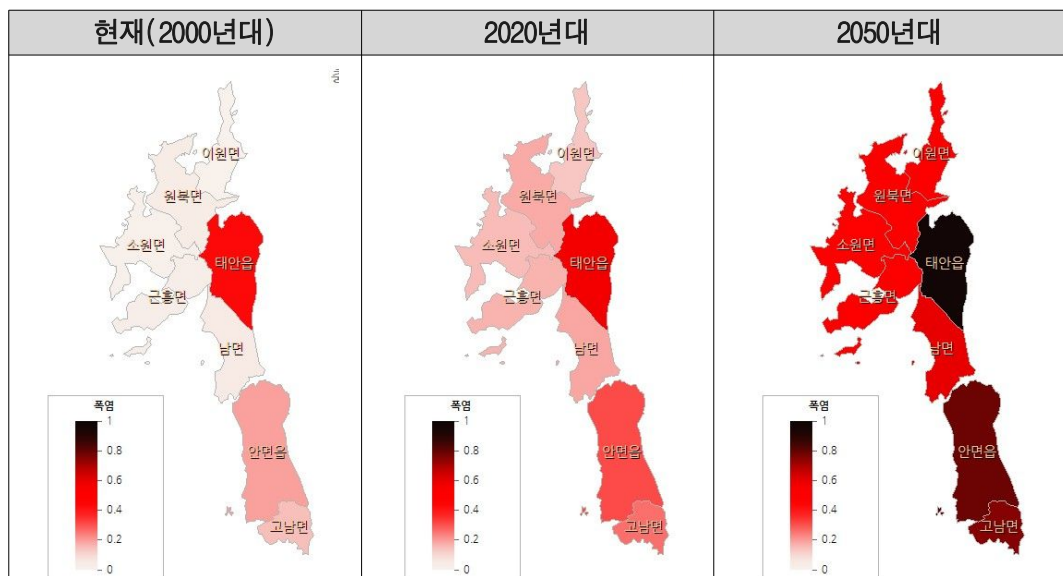 현재(2000년대)
2020년대
2050년대
이원면
원북면
소원면
태안읍
근흥면
남면
안면읍
고남면
폭염
1
0.8
0.6
0.4
0.2
0
이원면
원북면
소원면
태안읍
근흥면
남면
안면읍
고남면
폭염
1
0.8
0.6
0.4
0.2
0
이원면
원북면
소원면
태안읍
근흥면
남면
안면읍
고남면
폭염
1
0.8
0.6
0.4
0.2
0